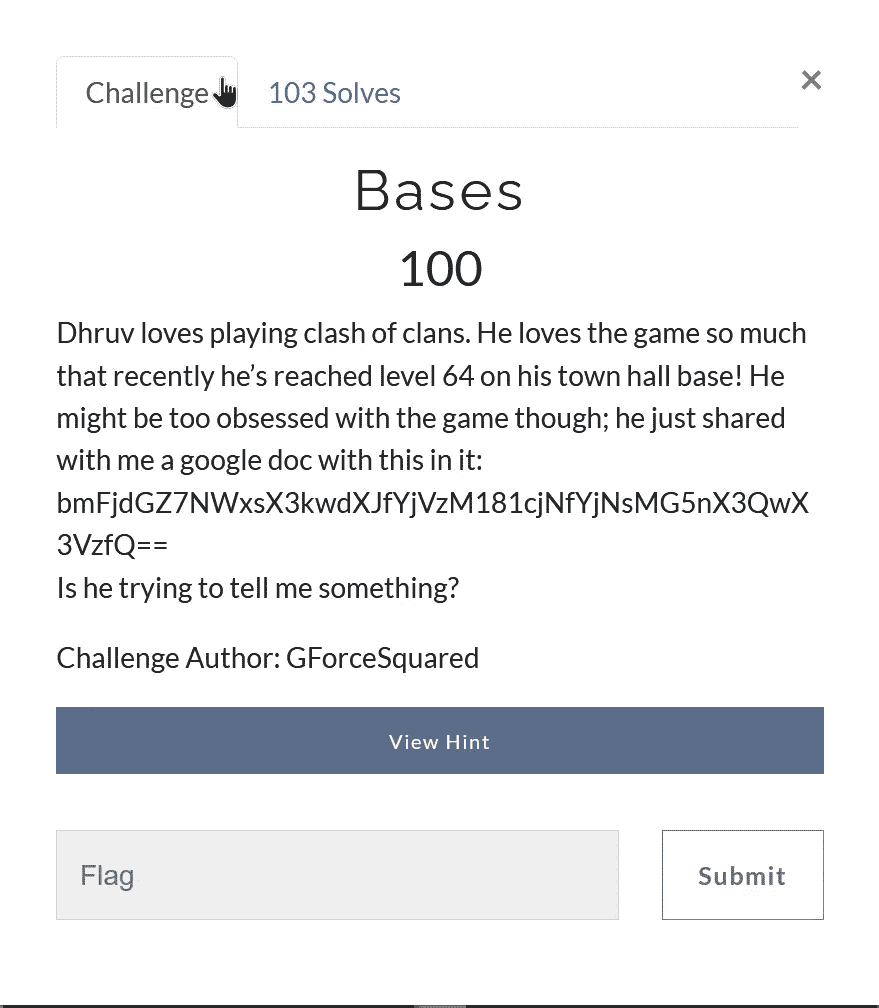 Challenge
103 Solves
×
Bases
100
Dhruv loves playing clash of clans. He loves the game so much
that recently he’s reached level 64 on his town hall base! He
might be too obsessed with the game though; he just shared
with me a google doc with this in it:
bmFjdGZ7NWxsX3kwdXJfYjVzM181cjNfYjNsMG5nX3QwX
3VzfQ==
Is he trying to tell me something?
Challenge Author: GForceSquared
View Hint
Flag
Submit